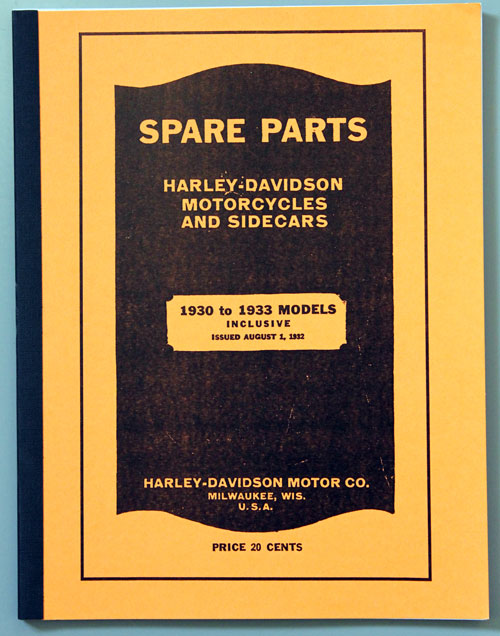 SPARE PARTS
HARLEY-DAVIDSON
MOTORCYCLES
AND SIDECARS
1930 to 1933 MODELS
INCLUSIVE
ISSUED AUGUST 1, 1932
HARLEY-DAVIDSON MOTOR CO.
MILWAUKEE, WIS.
U.S.A.
PRICE 20 CENTS